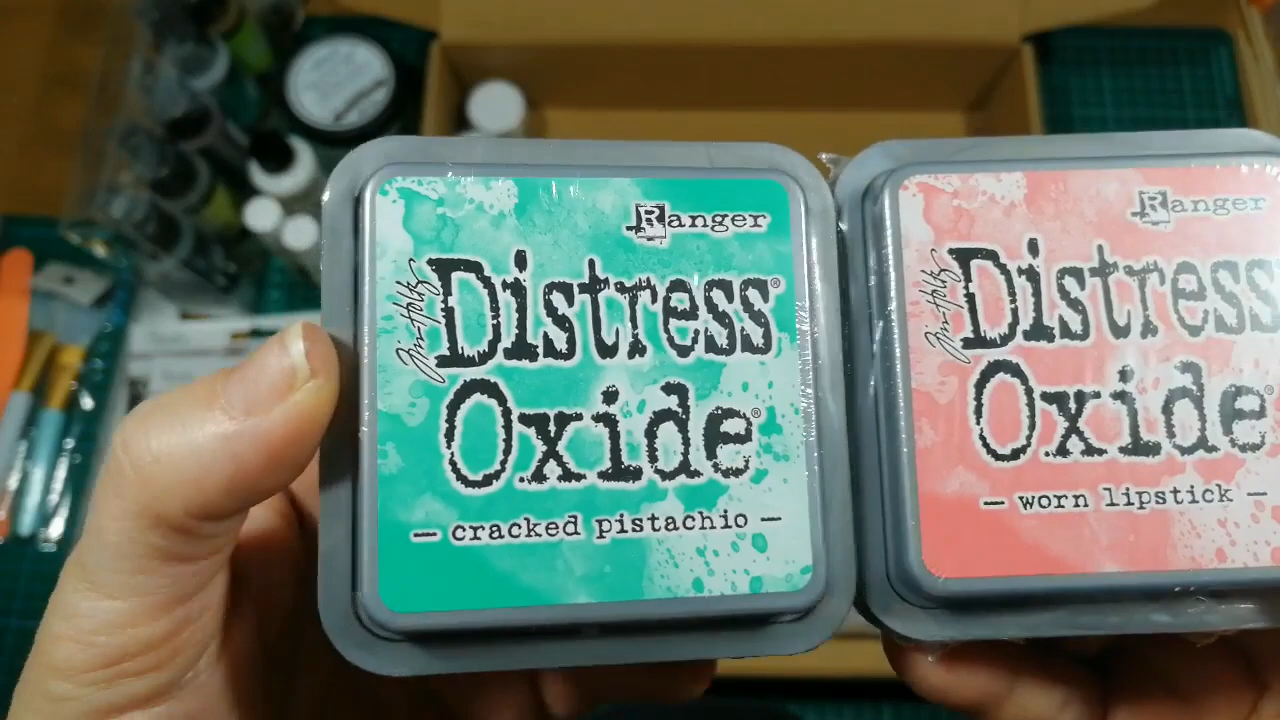 Ranger
Tim Holtz
Distress®
Oxide®
— cracked pistachio —
Ranger
Tim Holtz
Distress
Oxide®
— worn lipstick —